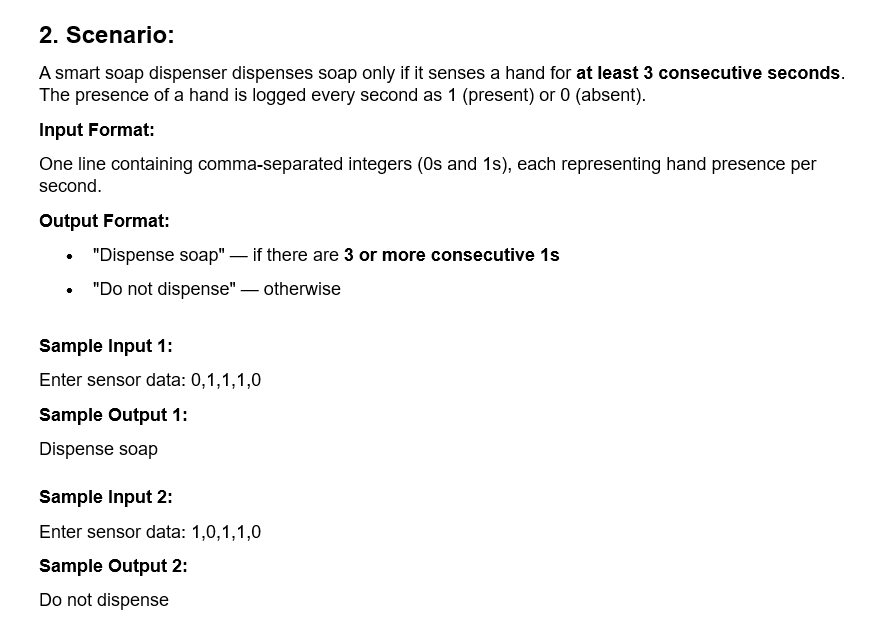 2. Scenario:
A smart soap dispenser dispenses soap only if it senses a hand for at least 3 consecutive seconds.
The presence of a hand is logged every second as 1 (present) or 0 (absent).
Input Format:
One line containing comma-separated integers (0s and 1s), each representing hand presence per
second.
Output Format:
• "Dispense soap" — if there are 3 or more consecutive 1s
• "Do not dispense" — otherwise
Sample Input 1:
Enter sensor data: 0,1,1,1,0
Sample Output 1:
Dispense soap
Sample Input 2:
Enter sensor data: 1,0,1,1,0
Sample Output 2:
Do not dispense